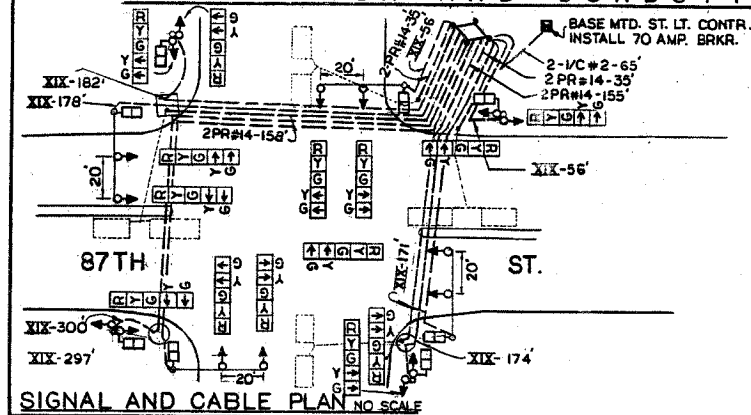 BASE MTD. ST. LT. CONTR.
INSTALL 70 AMP. BRKR.
2-1/C #2-65'
2PR#14-35'
2PR#14-155'
2-PR#14-35'
XIX-56'
R Y G Y G
R Y G Y G
20'
XIX-182'
XIX-178'
2PR#14-158'
R Y G Y G
R Y G Y G
XIX-56'
20'
R Y G Y G
R Y G Y G
R Y G Y G
R Y G Y G
87TH
ST.
R Y G Y G
XIX-171'
20'
R Y G Y G
R Y G Y G
R Y G Y G
XIX-300'
XIX-297'
20'
R Y G Y G
R Y G Y G
XIX-174'
SIGNAL AND CABLE PLAN NO SCALE